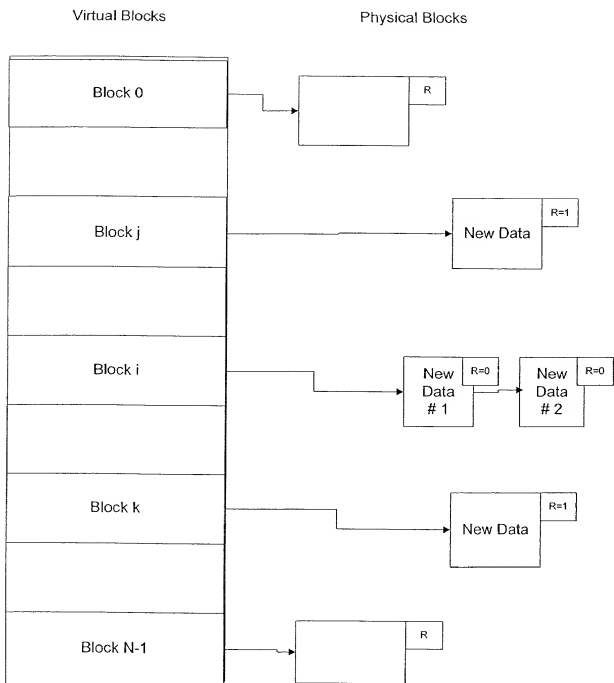 Virtual Blocks
Physical Blocks
Block 0
R
Block j
New Data
R=1
Block i
New
Data
# 1
R=0
New
Data
# 2
R=0
Block k
New Data
R=1
Block N-1
R